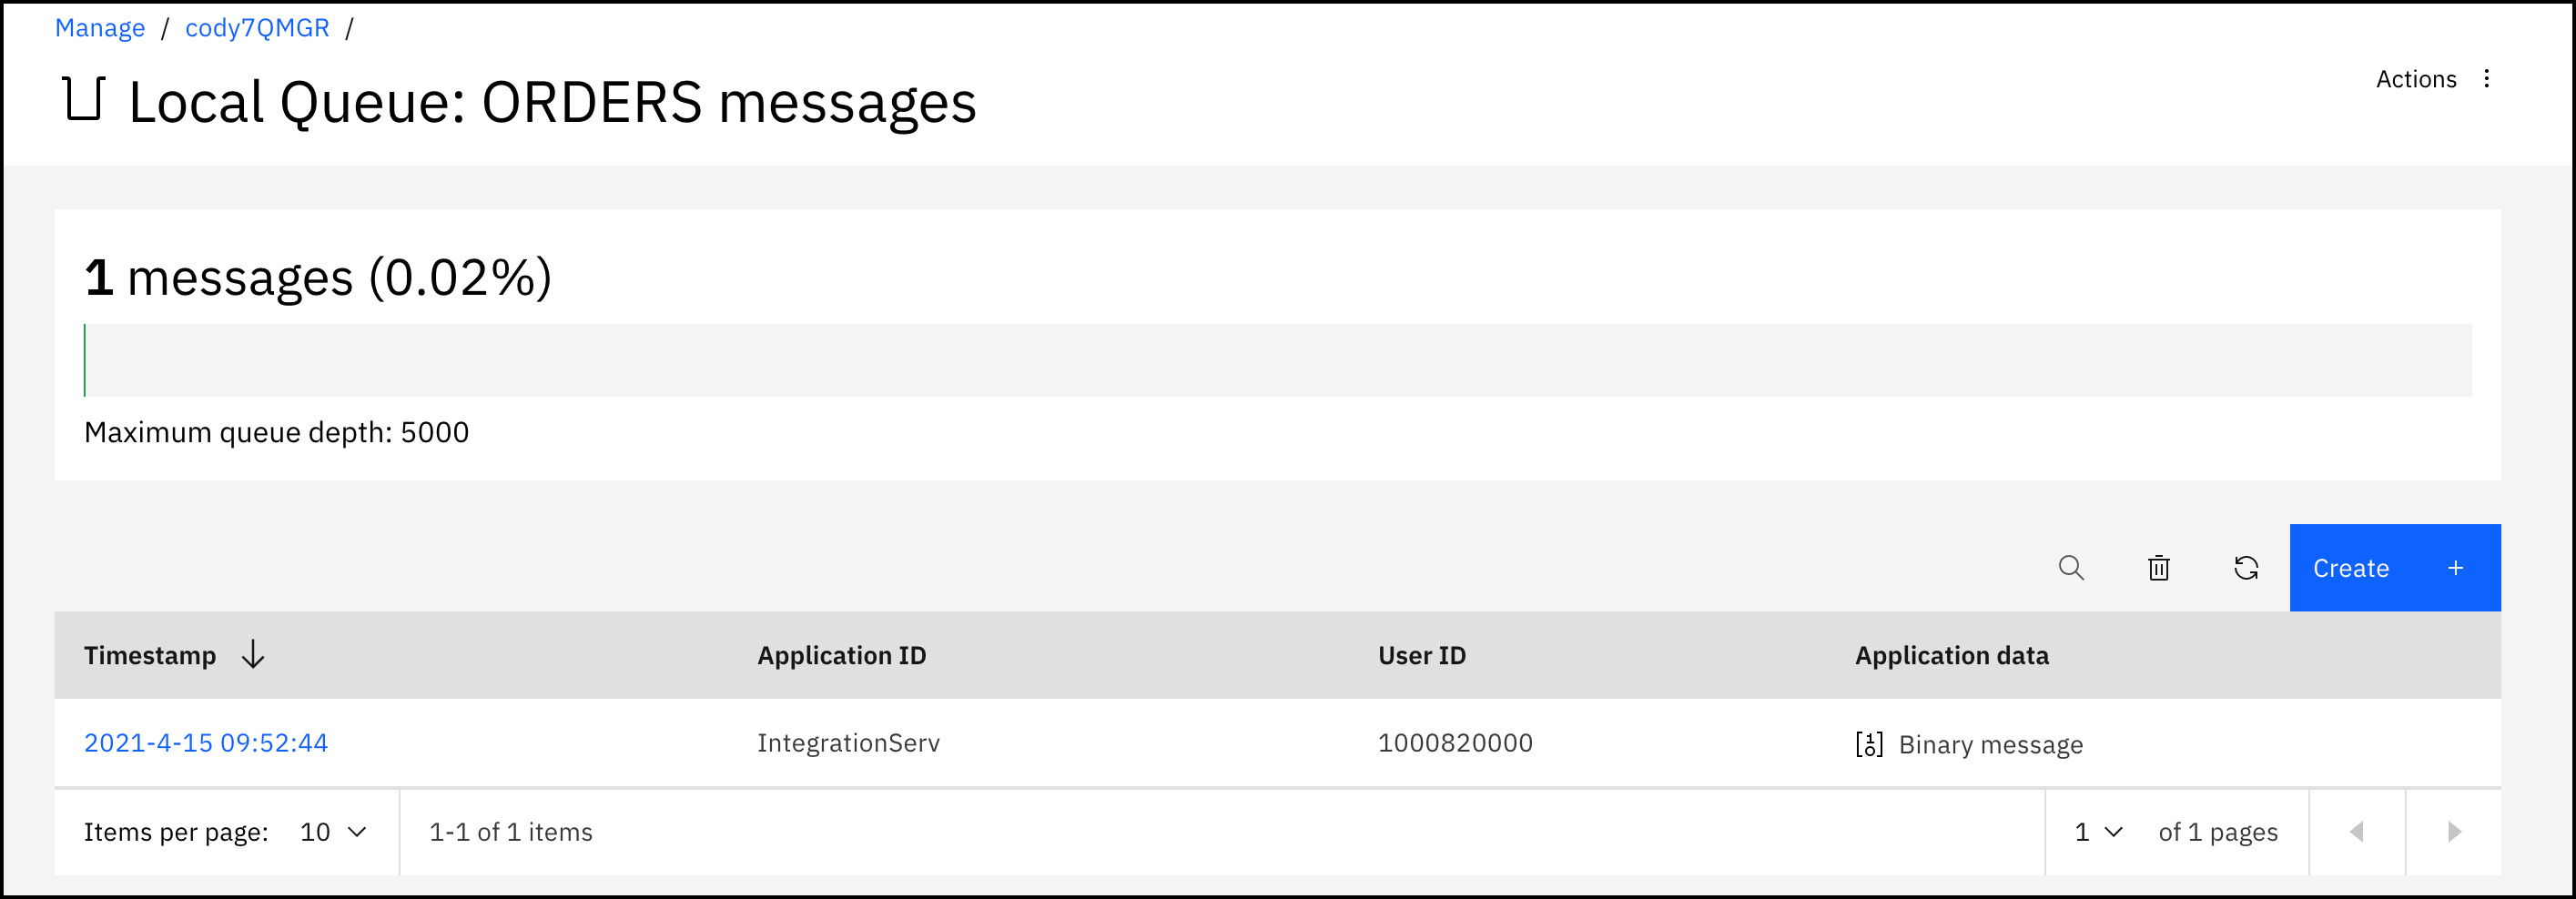 Manage / cody7QMGR /
Local Queue: ORDERS messages
Actions
1 messages (0.02%)
Maximum queue depth: 5000
Create +
Timestamp Application ID User ID Application data
2021-4-15 09:52:44 IntegrationServ 1000820000 Binary message
Items per page: 10 1-1 of 1 items 1 of 1 pages